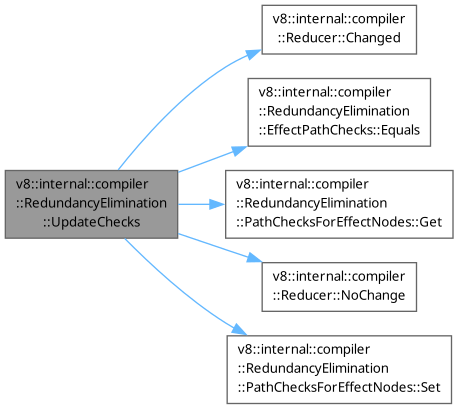 v8::internal::compiler
::Reducer::Changed
v8::internal::compiler
::RedundancyElimination
::EffectPathChecks::Equals
v8::internal::compiler
::RedundancyElimination
::UpdateChecks
v8::internal::compiler
::RedundancyElimination
::PathChecksForEffectNodes::Get
v8::internal::compiler
::Reducer::NoChange
v8::internal::compiler
::RedundancyElimination
::PathChecksForEffectNodes::Set